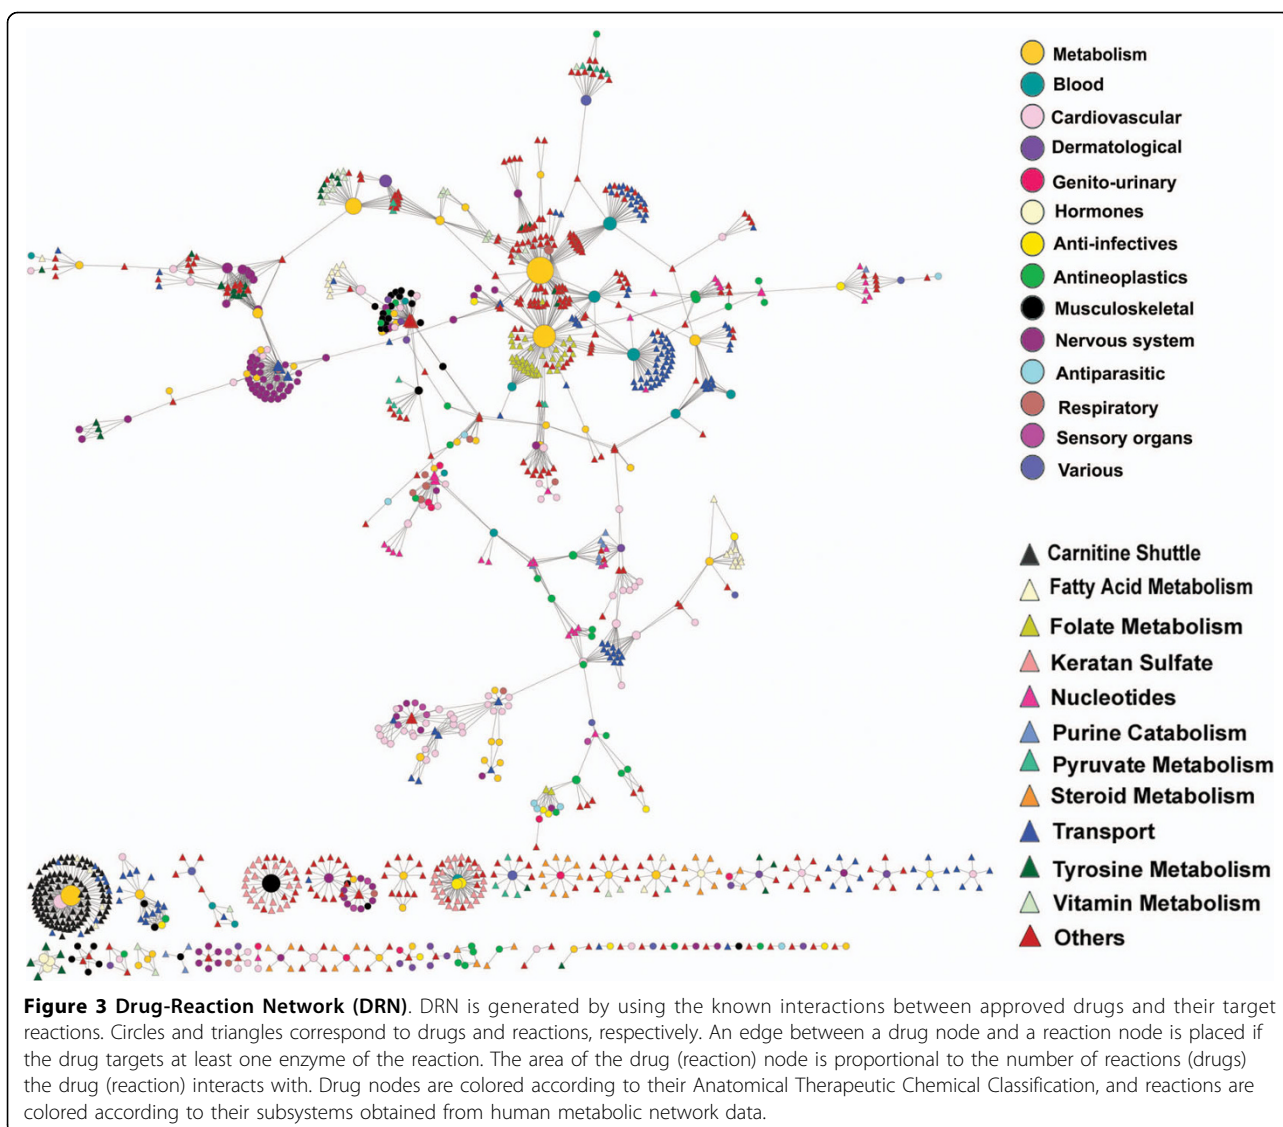 Metabolism
Blood
Cardiovascular
Dermatological
Genito-urinary
Hormones
Anti-infectives
Antineoplastics
Musculoskeletal
Nervous system
Antiparasitic
Respiratory
Sensory organs
Various
Carnitine Shuttle
Fatty Acid Metabolism
Folate Metabolism
Keratan Sulfate
Nucleotides
Purine Catabolism
Pyruvate Metabolism
Steroid Metabolism
Transport
Tyrosine Metabolism
Vitamin Metabolism
Others
Figure 3 Drug-Reaction Network (DRN). DRN is generated by using the known interactions between approved drugs and their target
reactions. Circles and triangles correspond to drugs and reactions, respectively. An edge between a drug node and a reaction node is placed if
the drug targets at least one enzyme of the reaction. The area of the drug (reaction) node is proportional to the number of reactions (drugs)
the drug (reaction) interacts with. Drug nodes are colored according to their Anatomical Therapeutic Chemical Classification, and reactions are
colored according to their subsystems obtained from human metabolic network data.